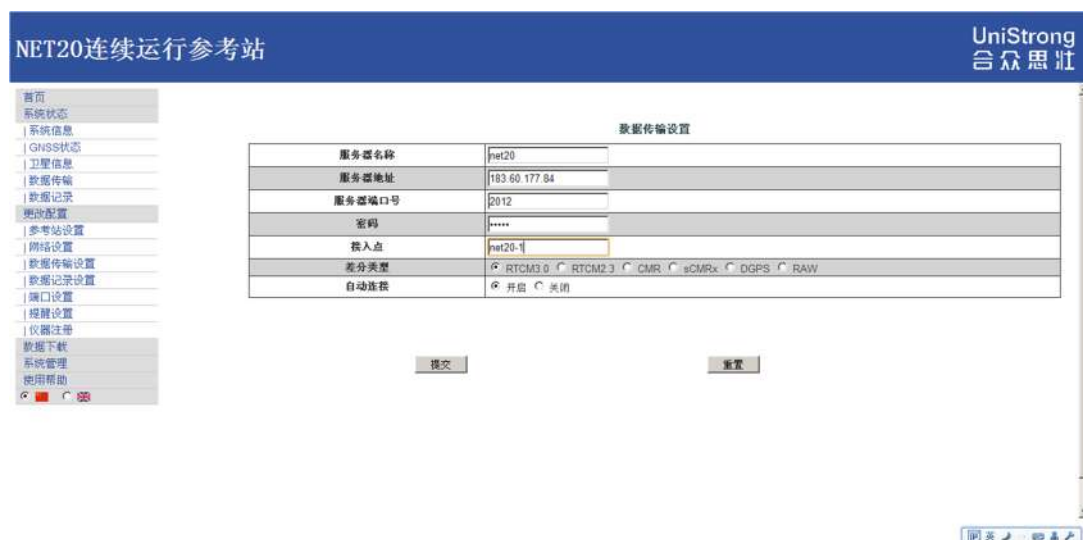 NET20连续运行参考站
UniStrong
合众思壮
首页
系统状态
|系统信息
|GNSS状态
|卫星信息
|数据传输
|数据记录
更改配置
|参考站设置
|网络设置
|数据传输设置
|数据记录设置
|端口设置
|提醒设置
|仪器注册
数据下载
系统管理
使用帮助
数据传输设置
服务器名称 net20
服务器地址 183.60.177.84
服务器端口号 2012
密码 •••••
接入点 net20-1
差分类型 RTCM3.0 RTCM2.3 CMR sCMRx DGPS RAW
自动连接 开启 关闭
提交 重置
英